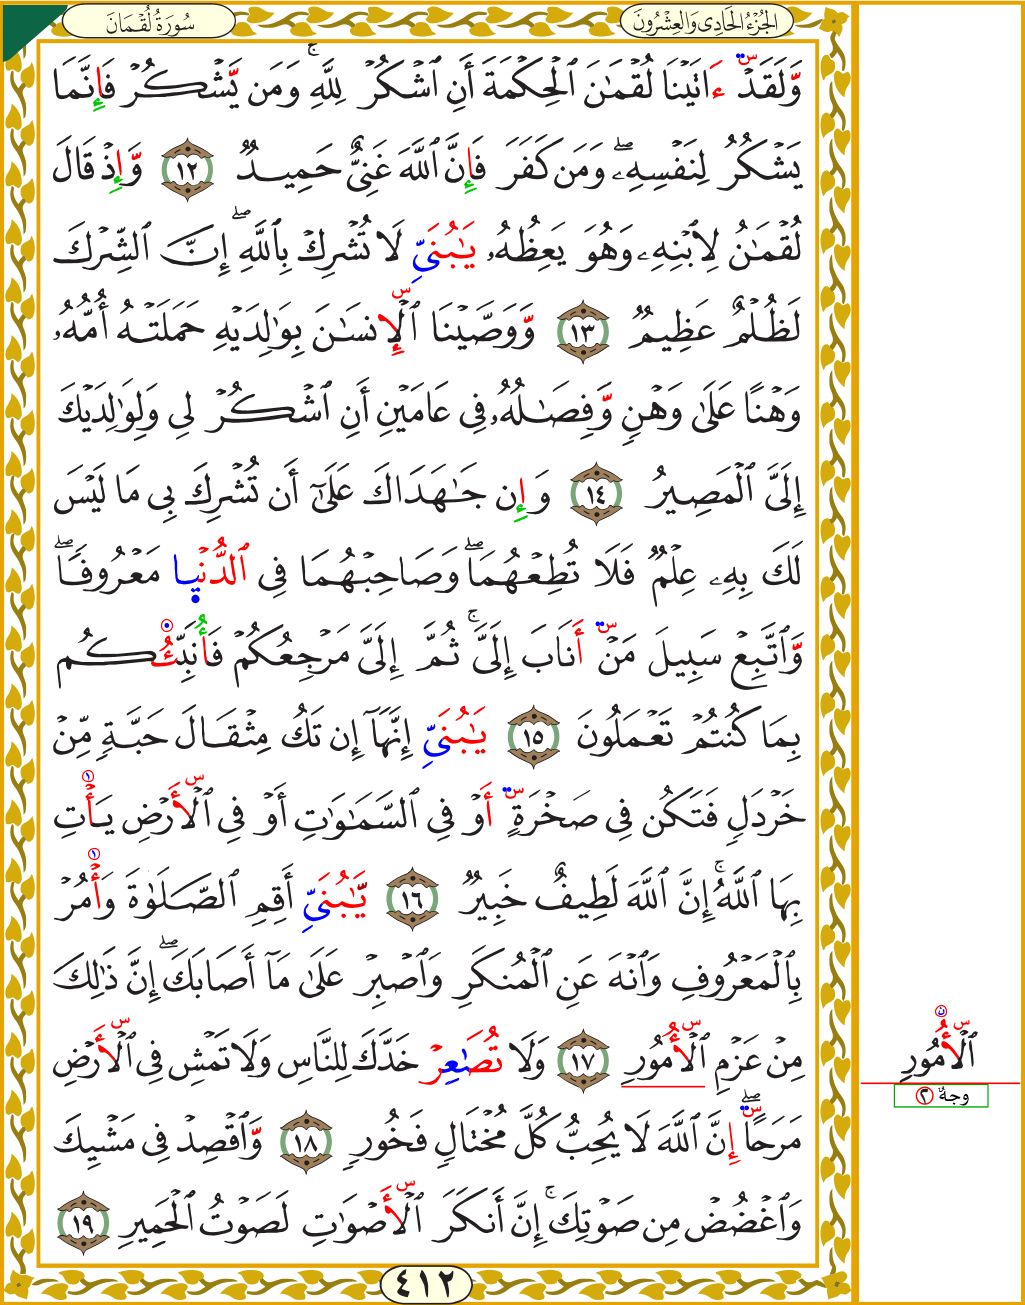 الجُزْءُ الحَادِى وَالعِشْرُونَ
سُورَةُ لُقْمَانَ
وَّلَقَدْ ءَاتَيْنَا لُقْمَـٰنَ ٱلْحِكْمَةَ أَنِ ٱشْكُرْ لِلَّهِ ۚ وَمَن يَّشْكُرْ فَإِنَّمَا
يَشْكُرُ لِنَفْسِهِۦ ۖ وَمَن كَفَرَ فَإِنَّ ٱللَّهَ غَنِىٌّ حَمِيدٌ ١٢ وَّإِذْ قَالَ
لُقْمَـٰنُ لِٱبْنِهِۦ وَهُوَ يَعِظُهُۥ يَـٰبُنَىِّ لَا تُشْرِكْ بِٱللَّهِ ۖ إِنَّ ٱلشِّرْكَ
لَظُلْمٌ عَظِيمٌ ١٣ وَّوَصَّيْنَا ٱلْإِنسَـٰنَ بِوَٰلِدَيْهِ حَمَلَتْهُ أُمُّهُۥ
وَهْنًا عَلَىٰ وَهْنٍ وَّفِصَـٰلُهُۥ فِى عَامَيْنِ أَنِ ٱشْكُرْ لِى وَلِوَٰلِدَيْكَ
إِلَىَّ ٱلْمَصِيرُ ١٤ وَإِن جَـٰهَدَاكَ عَلَىٰٓ أَن تُشْرِكَ بِى مَا لَيْسَ
لَكَ بِهِۦ عِلْمٌ فَلَا تُطِعْهُمَا ۖ وَصَاحِبْهُمَا فِى ٱلدُّنْيَا مَعْرُوفًا ۖ
وَّٱتَّبِعْ سَبِيلَ مَنْ أَنَابَ إِلَىَّ ۚ ثُمَّ إِلَىَّ مَرْجِعُكُمْ فَأُنَبِّئُكُم
بِمَا كُنتُمْ تَعْمَلُونَ ١٥ يَـٰبُنَىِّ إِنَّهَآ إِن تَكُ مِثْقَالَ حَبَّةٍ مِّنْ
خَرْدَلٍ فَتَكُن فِى صَخْرَةٍ أَوْ فِى ٱلسَّمَـٰوَٰتِ أَوْ فِى ٱلْأَرْضِ يَأْتِ
بِهَا ٱللَّهُ ۚ إِنَّ ٱللَّهَ لَطِيفٌ خَبِيرٌ ١٦ يَّـٰبُنَىِّ أَقِمِ ٱلصَّلَوٰةَ وَأْمُرْ
بِٱلْمَعْرُوفِ وَٱنْهَ عَنِ ٱلْمُنكَرِ وَٱصْبِرْ عَلَىٰ مَآ أَصَابَكَ ۖ إِنَّ ذَٰلِكَ
مِنْ عَزْمِ ٱلْأُمُورِ ١٧ وَلَا تُصَـٰعِرْ خَدَّكَ لِلنَّاسِ وَلَا تَمْشِ فِى ٱلْأَرْضِ
مَرَحًا ۖ إِنَّ ٱللَّهَ لَا يُحِبُّ كُلَّ مُخْتَالٍ فَخُورٍ ١٨ وَّٱقْصِدْ فِى مَشْيِكَ
وَٱغْضُضْ مِن صَوْتِكَ ۚ إِنَّ أَنكَرَ ٱلْأَصْوَٰتِ لَصَوْتُ ٱلْحَمِيرِ ١٩
٤١٢
ٱلْأُمُورِ
وجهٌ ٢